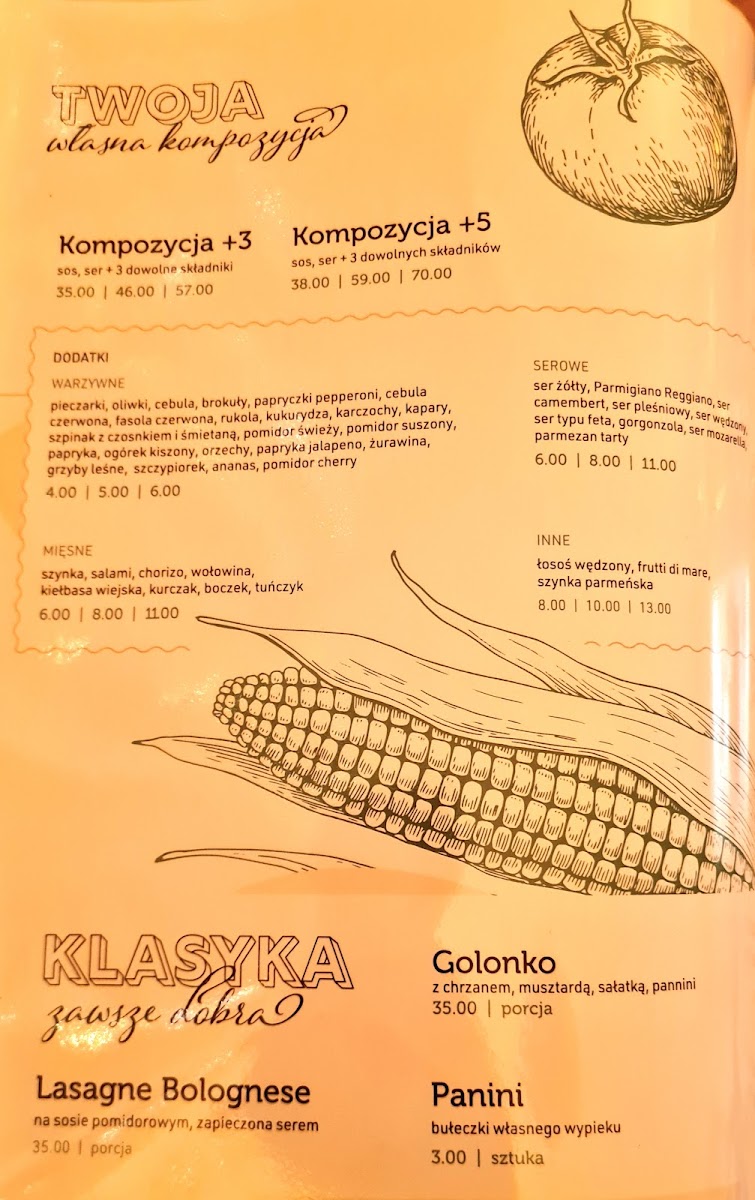 TWOJA
własna kompozycja
Kompozycja +3
sos, ser + 3 dowolne składniki
35.00 | 46.00 | 57.00
Kompozycja +5
sos, ser + 3 dowolnych składników
38.00 | 59.00 | 70.00
DODATKI
WARZYWNE
pieczarki, oliwki, cebula, brokuły, papryczki pepperoni, cebula
czerwona, fasola czerwona, rukola, kukurydza, karczochy, kapary,
szpinak z czosnkiem i śmietaną, pomidor świeży, pomidor suszony,
papryka, ogórek kiszony, orzechy, papryka jalapeno, żurawina,
grzyby leśne, szczypiorek, ananas, pomidor cherry
4.00 | 5.00 | 6.00
SEROWE
ser żółty, Parmigiano Reggiano, ser
camembert, ser pleśniowy, ser wędzony,
ser typu feta, gorgonzola, ser mozarella,
parmezan tarty
6.00 | 8.00 | 11.00
MIĘSNE
szynka, salami, chorizo, wołowina,
kiełbasa wiejska, kurczak, boczek, tuńczyk
6.00 | 8.00 | 11.00
INNE
łosoś wędzony, frutti di mare,
szynka parmeńska
8.00 | 10.00 | 13.00
KLASYKA
zawsze dobra
Golonko
z chrzanem, musztardą, sałatką, pannini
35.00 | porcja
Lasagne Bolognese
na sosie pomidorowym, zapieczona serem
35.00 | porcja
Panini
bułeczki własnego wypieku
3.00 | sztuka